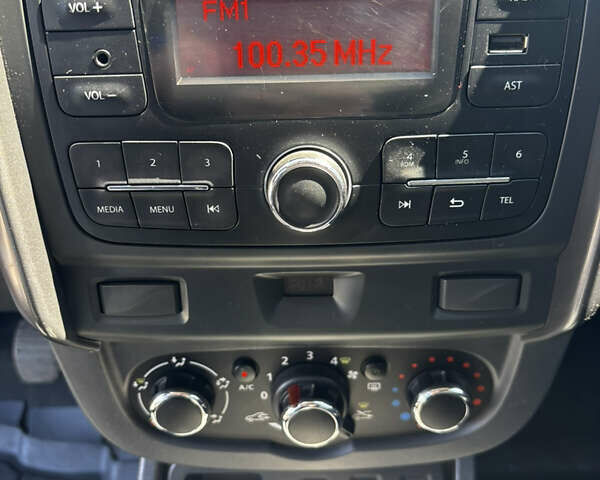 VOL +
FM1
100.35 MHz
VOL −
AST
1 2 3
4 RDM 5 INFO 6
MEDIA MENU
TEL
A/C
0 1 2 3 4